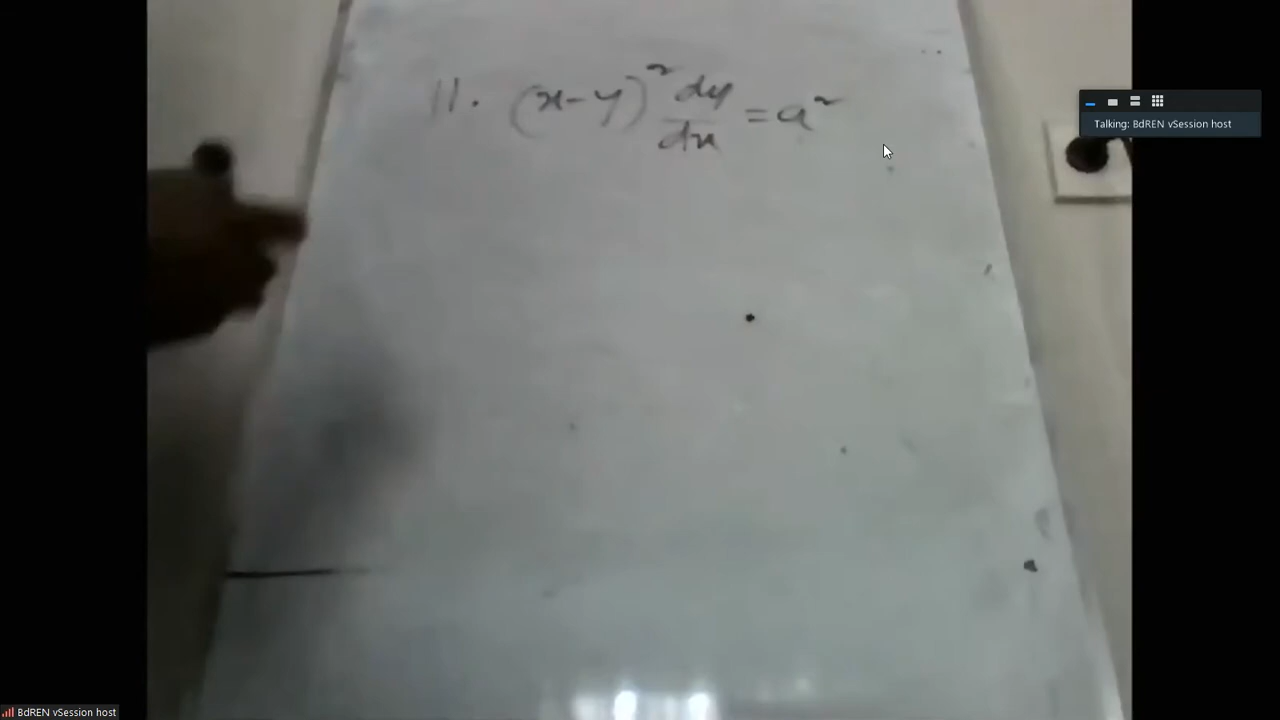 11. (x-y)² dy/dx = a²
Talking: BdREN vSession host
BdREN vSession host